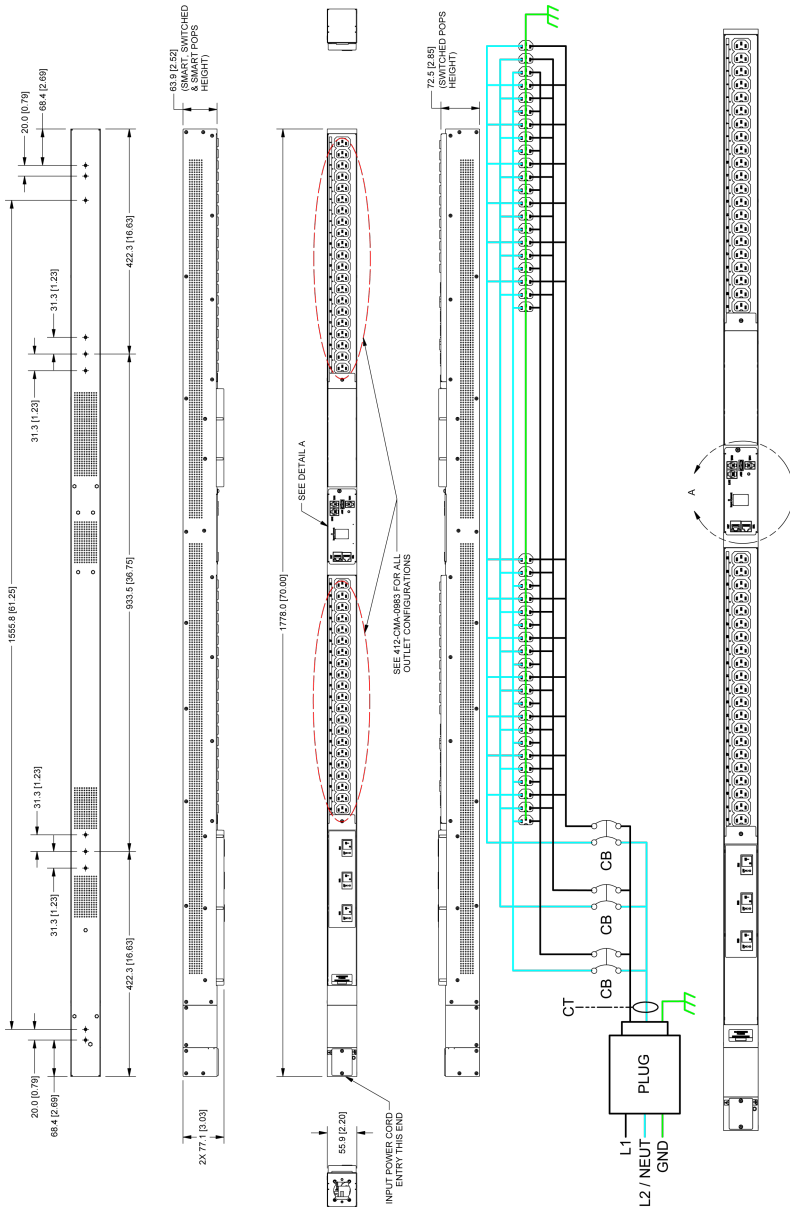 20.0 [0.79]
68.4 [2.69]
422.3 [16.63]
31.3 [1.23]
31.3 [1.23]
1555.8 [61.25]
933.5 [36.75]
31.3 [1.23]
31.3 [1.23]
422.3 [16.63]
20.0 [0.79]
68.4 [2.69]
63.9 [2.52]
(SMART, SWITCHED
& SMART POPS
HEIGHT)
2X 77.1 [3.03]
1778.0 [70.00]
SEE DETAIL A
SEE 412-CMA-0983 FOR ALL
OUTLET CONFIGURATIONS
55.9 [2.20]
INPUT POWER CORD
ENTRY THIS END
72.5 [2.85]
(SWITCHED POPS
HEIGHT)
CB
CB
CB
CT
PLUG
L1
L2 / NEUT
GND
A